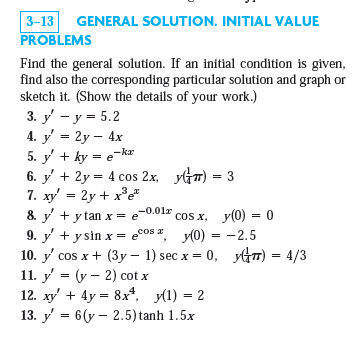 3–13 GENERAL SOLUTION. INITIAL VALUE
PROBLEMS
Find the general solution. If an initial condition is given,
find also the corresponding particular solution and graph or
sketch it. (Show the details of your work.)
3. y′ − y = 5.2
4. y′ = 2y − 4x
5. y′ + ky = e^{−kx}
6. y′ + 2y = 4 cos 2x, y(¼π) = 3
7. xy′ = 2y + x³eˣ
8. y′ + y tan x = e^{−0.01x} cos x, y(0) = 0
9. y′ + y sin x = e^{cos x}, y(0) = −2.5
10. y′ cos x + (3y − 1) sec x = 0, y(¼π) = 4/3
11. y′ = (y − 2) cot x
12. xy′ + 4y = 8x⁴, y(1) = 2
13. y′ = 6(y − 2.5) tanh 1.5x